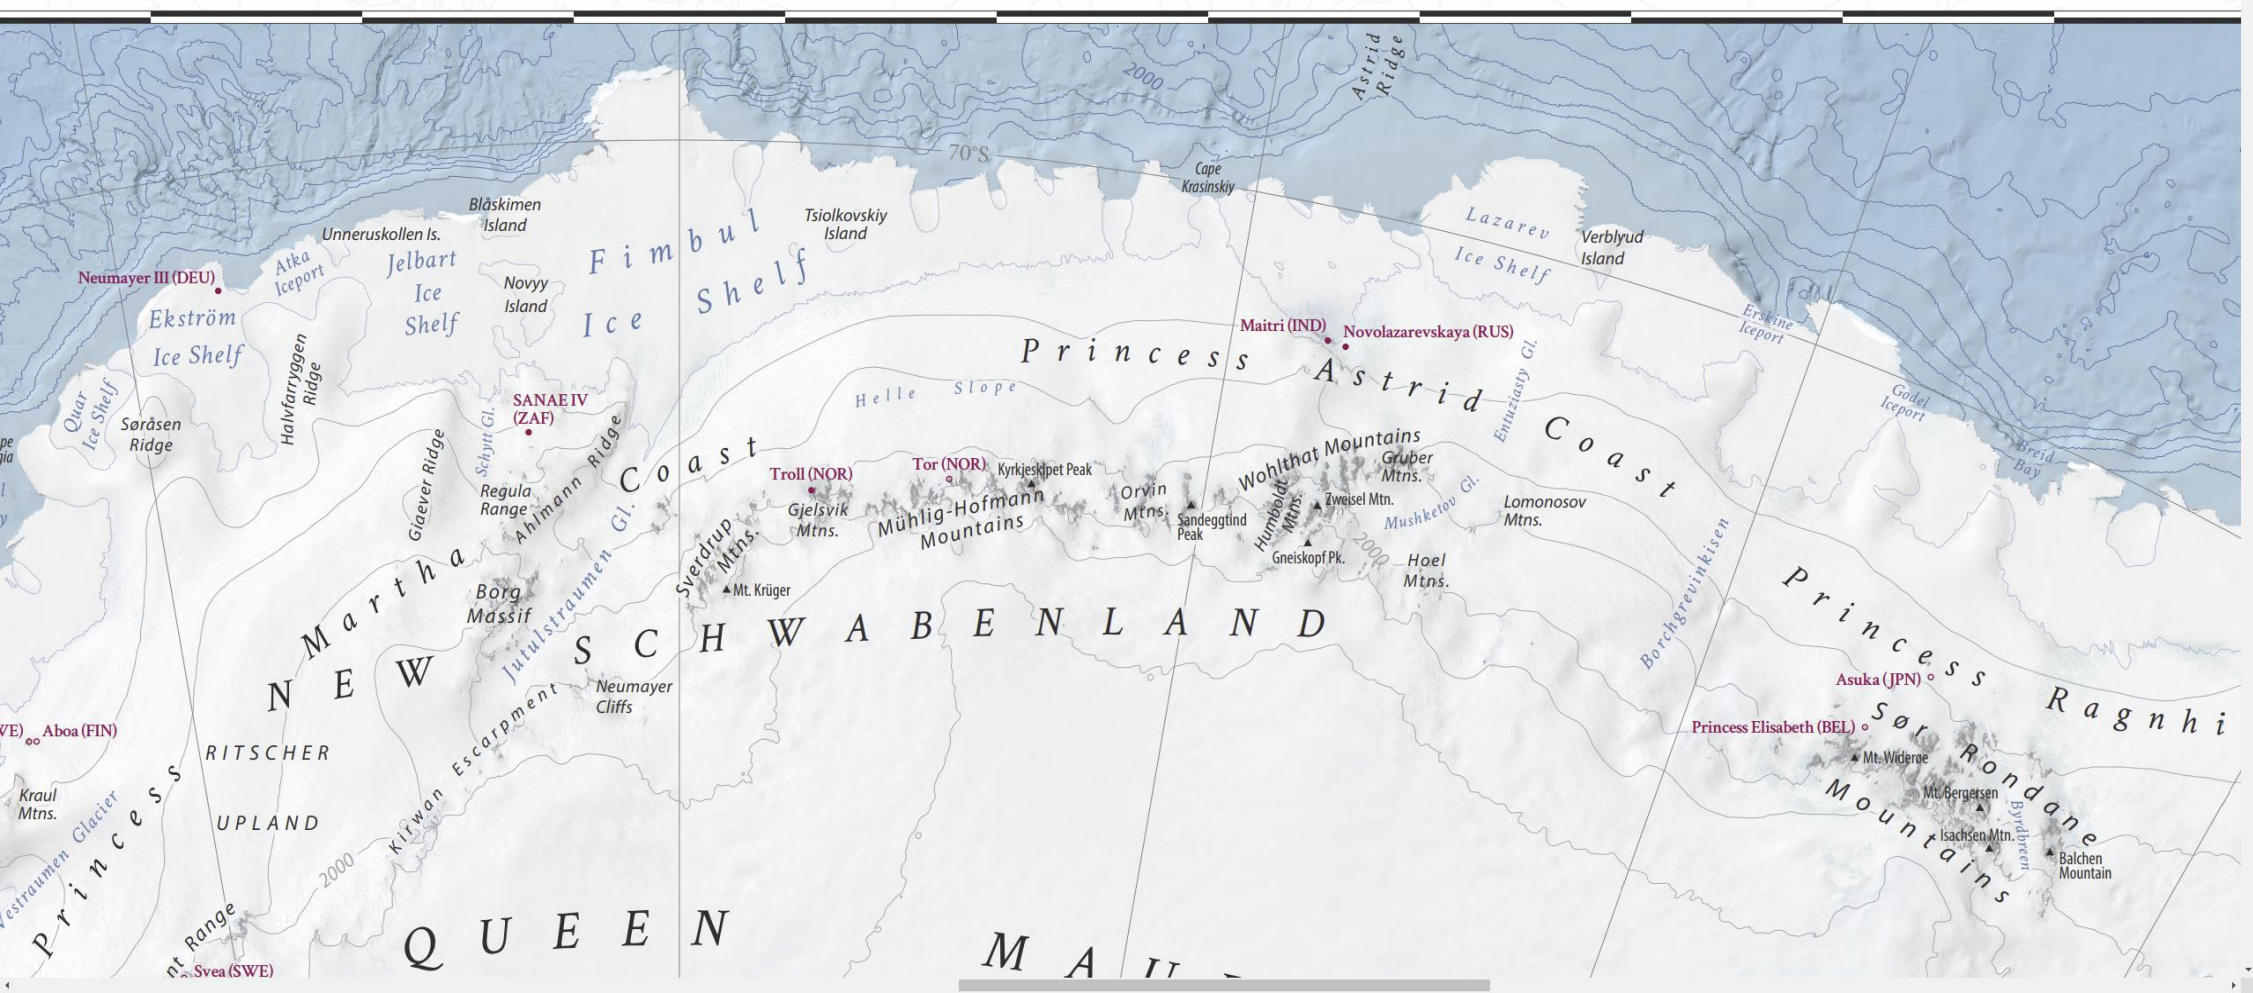 Astrid
Ridge
2000
70°S
Cape
Krasinskiy
Blåskimen
Island
Unneruskollen Is.
Tsiolkovskiy
Island
Fimbul
Ice Shelf
Lazarev
Ice Shelf
Verblyud
Island
Neumayer III (DEU)
Atka
Iceport
Jelbart
Ice
Shelf
Novyy
Island
Ekström
Ice Shelf
Erskine
Iceport
Maitri (IND)
Novolazarevskaya (RUS)
Quar
Ice Shelf
Søråsen
Ridge
Halvfarryggen
Ridge
SANAE IV
(ZAF)
Schytt Gl.
Giaever Ridge
Ahlmann Ridge
Regula
Range
Helle Slope
Princess Astrid Coast
Entuziasty Gl.
Godel
Iceport
Breid
Bay
Troll (NOR)
Tor (NOR)
Kyrkjeskipet Peak
Gjelsvik
Mtns.
Mühlig-Hofmann
Mountains
Orvin
Mtns.
Sandeggtind
Peak
Wohlthat Mountains
Gruber
Mtns.
Humboldt
Mtns.
Zweisel Mtn.
Gneiskopf Pk.
Mushketov Gl.
Lomonosov
Mtns.
2000
Hoel
Mtns.
Borchgrevinkisen
Sverdrup
Mtns.
Mt. Krüger
Jutulstraumen Gl.
Borg
Massif
Princess Martha Coast
NEW SCHWABENLAND
Neumayer
Cliffs
Kirwan Escarpment
Princess Ragnhi
Asuka (JPN)
Princess Elisabeth (BEL)
Sør Rondane
Mountains
Mt. Widerøe
Mt. Bergersen
Isachsen Mtn.
Byrdbreen
Balchen
Mountain
Aboa (FIN)
RITSCHER
UPLAND
Kraul
Mtns.
2000
Range
Svea (SWE)
QUEEN